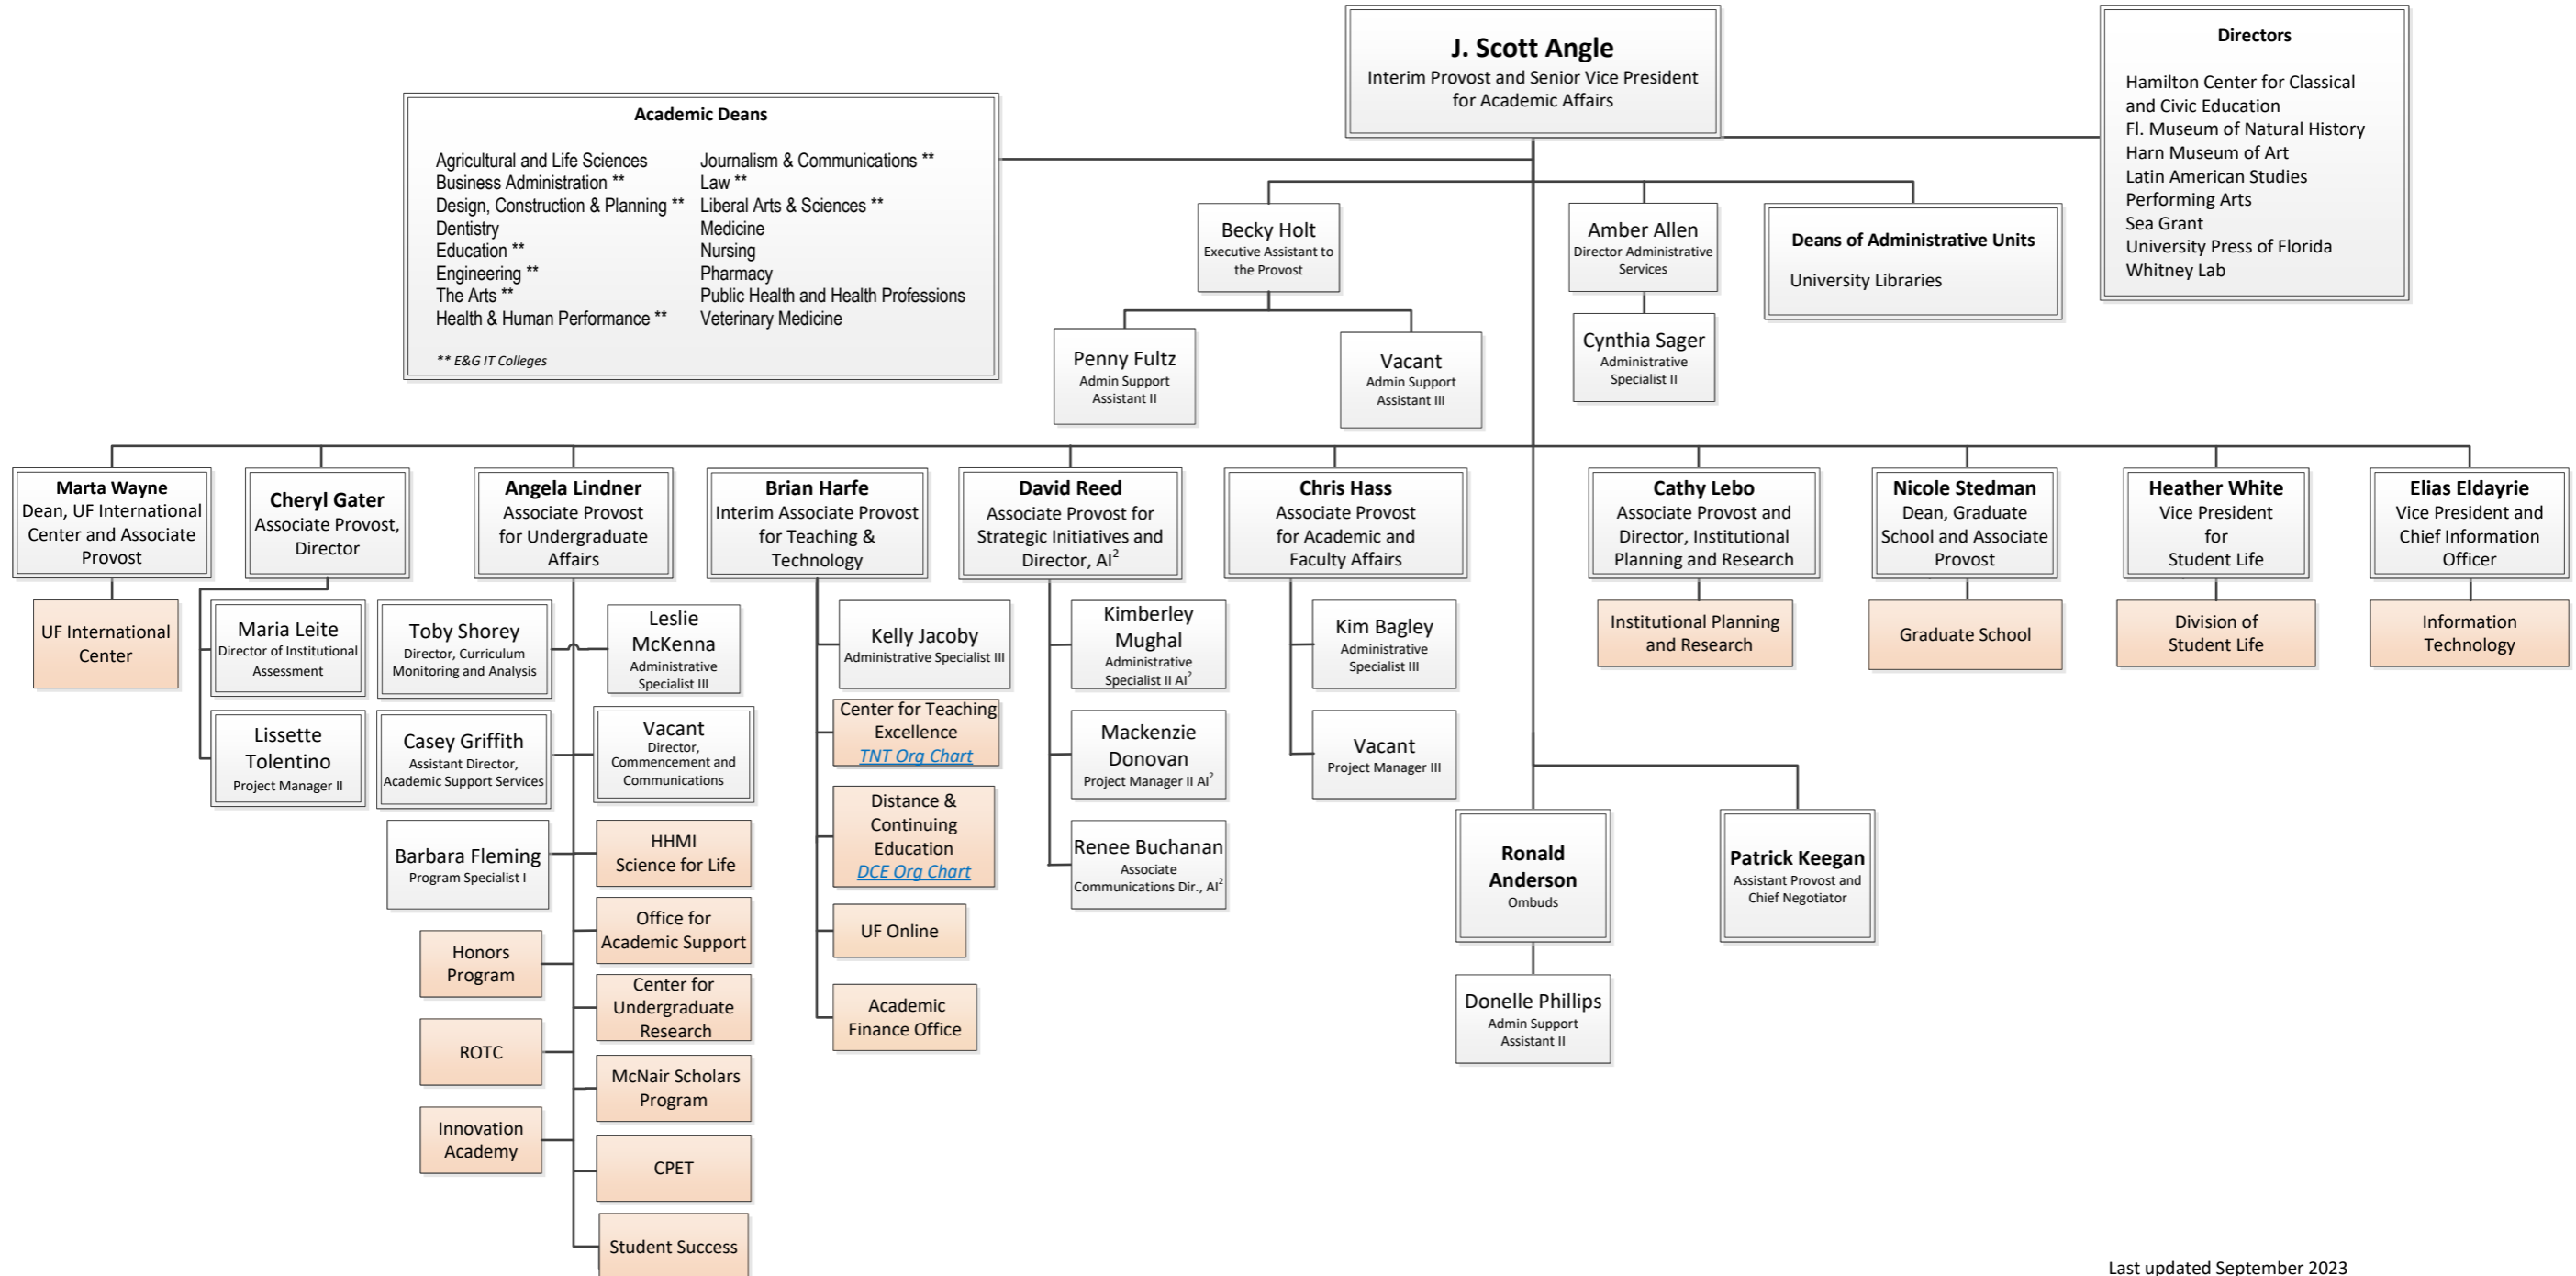 J. Scott Angle
Interim Provost and Senior Vice President
for Academic Affairs
Directors
Hamilton Center for Classical
and Civic Education
Fl. Museum of Natural History
Harn Museum of Art
Latin American Studies
Performing Arts
Sea Grant
University Press of Florida
Whitney Lab
Academic Deans
Agricultural and Life Sciences
Business Administration **
Design, Construction & Planning **
Dentistry
Education **
Engineering **
The Arts **
Health & Human Performance **
Journalism & Communications **
Law **
Liberal Arts & Sciences **
Medicine
Nursing
Pharmacy
Public Health and Health Professions
Veterinary Medicine
** E&G IT Colleges
Becky Holt
Executive Assistant to
the Provost
Amber Allen
Director Administrative
Services
Deans of Administrative Units
University Libraries
Penny Fultz
Admin Support
Assistant II
Vacant
Admin Support
Assistant III
Cynthia Sager
Administrative
Specialist II
Marta Wayne
Dean, UF International
Center and Associate
Provost
UF International
Center
Cheryl Gater
Associate Provost,
Director
Maria Leite
Director of Institutional
Assessment
Lissette
Tolentino
Project Manager II
Angela Lindner
Associate Provost
for Undergraduate
Affairs
Toby Shorey
Director, Curriculum
Monitoring and Analysis
Leslie
McKenna
Administrative
Specialist III
Casey Griffith
Assistant Director,
Academic Support Services
Vacant
Director,
Commencement and
Communications
Barbara Fleming
Program Specialist I
HHMI
Science for Life
Office for
Academic Support
Honors
Program
Center for
Undergraduate
Research
ROTC
McNair Scholars
Program
Innovation
Academy
CPET
Student Success
Brian Harfe
Interim Associate Provost
for Teaching &
Technology
Kelly Jacoby
Administrative Specialist III
Center for Teaching
Excellence
TNT Org Chart
Distance &
Continuing
Education
DCE Org Chart
UF Online
Academic
Finance Office
David Reed
Associate Provost for
Strategic Initiatives and
Director, AI²
Kimberley
Mughal
Administrative
Specialist II AI²
Mackenzie
Donovan
Project Manager II AI²
Renee Buchanan
Associate
Communications Dir., AI²
Chris Hass
Associate Provost
for Academic and
Faculty Affairs
Kim Bagley
Administrative
Specialist III
Vacant
Project Manager III
Cathy Lebo
Associate Provost and
Director, Institutional
Planning and Research
Institutional Planning
and Research
Nicole Stedman
Dean, Graduate
School and Associate
Provost
Graduate School
Heather White
Vice President
for
Student Life
Division of
Student Life
Elias Eldayrie
Vice President and
Chief Information
Officer
Information
Technology
Ronald
Anderson
Ombuds
Patrick Keegan
Assistant Provost and
Chief Negotiator
Donelle Phillips
Admin Support
Assistant II
Last updated September 2023